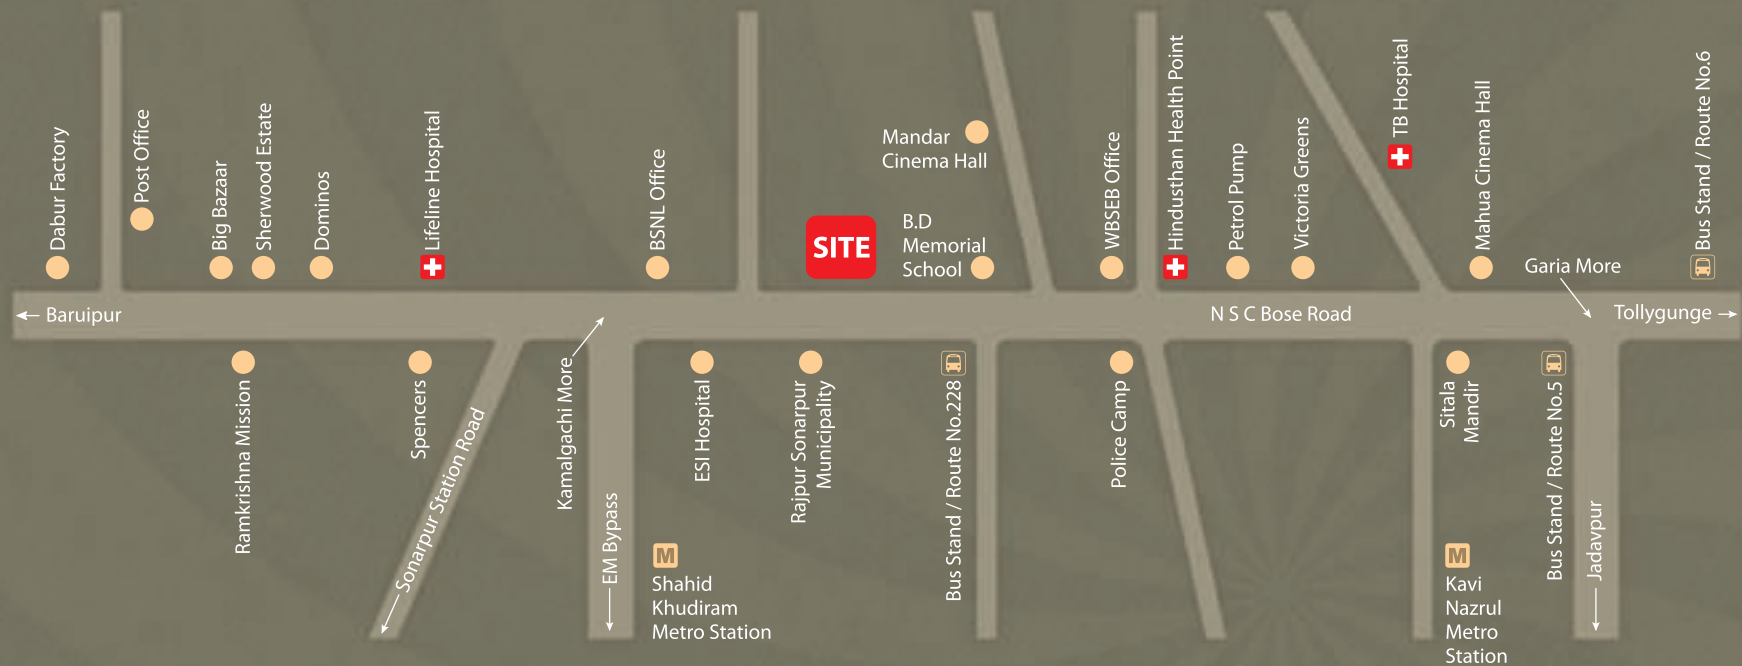 Dabur Factory
Post Office
Big Bazaar
Sherwood Estate
Dominos
Lifeline Hospital
BSNL Office
SITE
Mandar
Cinema Hall
B.D
Memorial
School
WBSEB Office
Hindusthan Health Point
Petrol Pump
Victoria Greens
TB Hospital
Mahua Cinema Hall
Garia More
Bus Stand / Route No.6
Baruipur
N S C Bose Road
Tollygunge
Ramkrishna Mission
Spencers
Sonarpur Station Road
Kamalgachi More
EM Bypass
ESI Hospital
Shahid
Khudiram
Metro Station
Rajpur Sonarpur
Municipality
Bus Stand / Route No.228
Police Camp
Sitala
Mandir
M
Kavi
Nazrul
Metro
Station
M
Bus Stand / Route No.5
Jadavpur